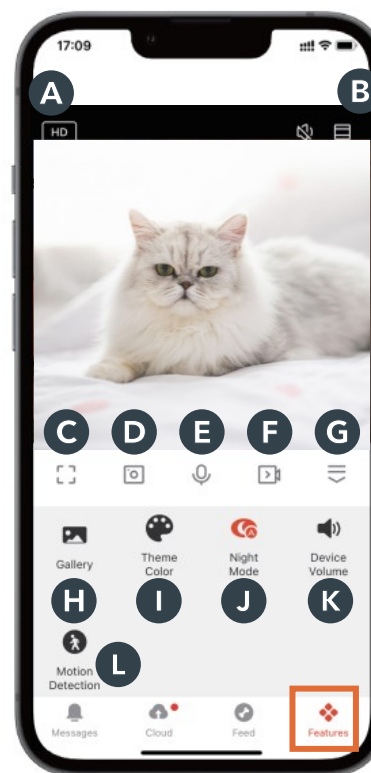 17:09
A
B
HD
C D E F G
Gallery Theme Color Night Mode Device Volume
H I J K
L
Motion Detection
Messages Cloud Feed Features